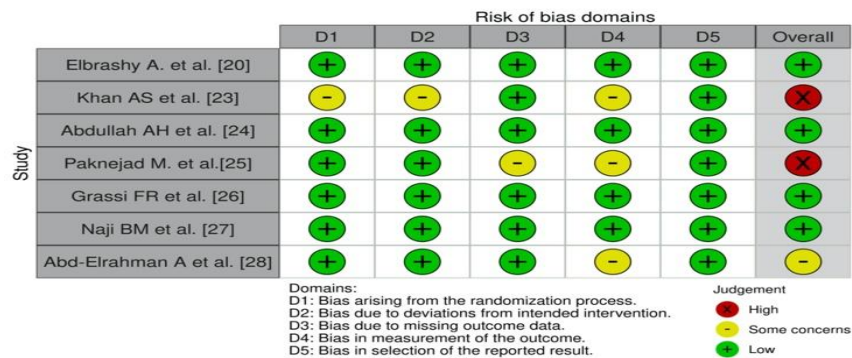 Risk of bias domains
D1 D2 D3 D4 D5 Overall
Study
Elbrashy A. et al. [20] + + + + + +
Khan AS et al. [23] - - + - + X
Abdullah AH et al. [24] + + + + + +
Paknejad M. et al.[25] + + - - + X
Grassi FR et al. [26] + + + + + +
Naji BM et al. [27] + + + + + +
Abd-Elrahman A et al. [28] + + + - + -
Domains:
D1: Bias arising from the randomization process.
D2: Bias due to deviations from intended intervention.
D3: Bias due to missing outcome data.
D4: Bias in measurement of the outcome.
D5: Bias in selection of the reported result.
Judgement
X High
- Some concerns
+ Low